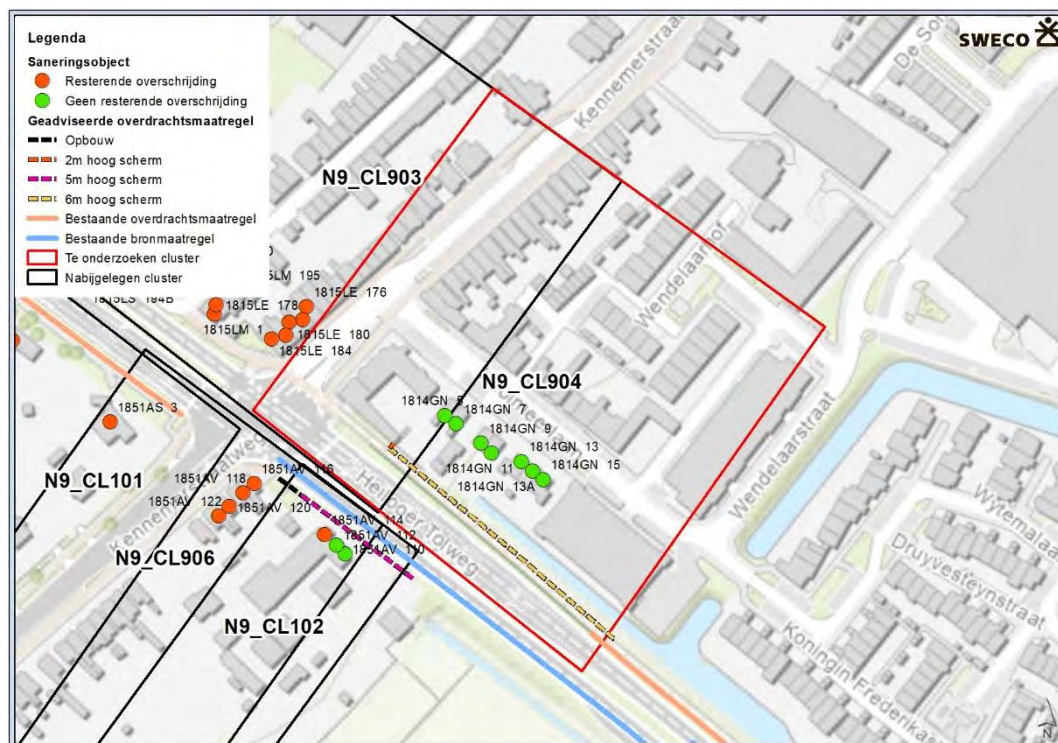 Legenda
Saneringsobject
Resterende overschrijding
Geen resterende overschrijding
Geadviseerde overdrachtsmaatregel
Opbouw
2m hoog scherm
5m hoog scherm
6m hoog scherm
Bestaande overdrachtsmaatregel
Bestaande bronmaatregel
Te onderzoeken cluster
Nabijgelegen cluster
SWECO
Kennemerstraat
N9_CL903
Wendelaarhof
195
1815LE 178
1815LE 176
1815LM 1
1815LE 180
1815LE 184
N9_CL904
1814GN 7
1814GN 9
1814GN 13
1814GN 11
1814GN 15
1814GN 13A
Wendelaarstraat
1851AS 3
N9_CL101
1851AV 116
1851AV 118
1851AV 122
1851AV 120
1851AV 114
1851AV 112
1851AV 110
N9_CL906
N9_CL102
Druyvesteynstraat
N